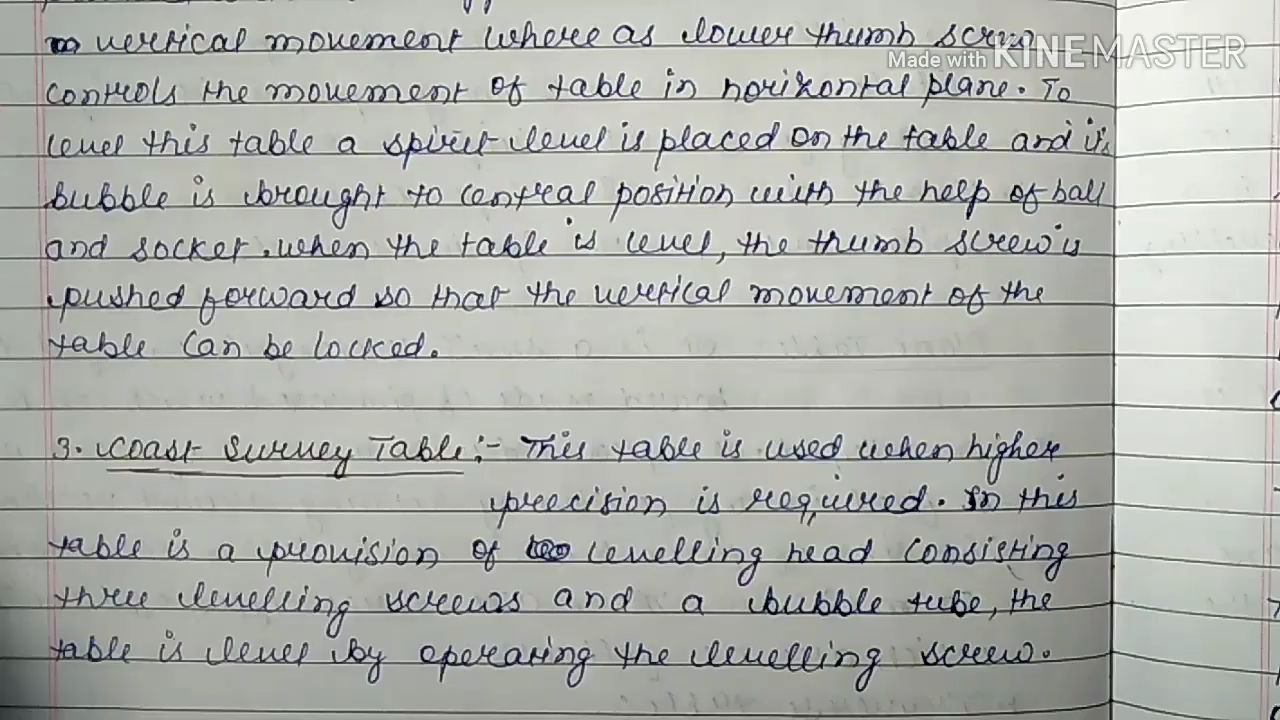 vertical movement where as lower thumb screw
Made with KINEMASTER
controls the movement of table in horizontal plane. To
level this table a spirit level is placed on the table and its
bubble is brought to central position with the help of ball
and socket. when the table is level, the thumb screw is
pushed forward so that the vertical movement of the
table can be locked.
3. Coast Survey Table :- This table is used when higher
precision is required. In this
table is a provision of levelling head consisting
three levelling screws and a bubble tube, the
table is level by operating the levelling screw.